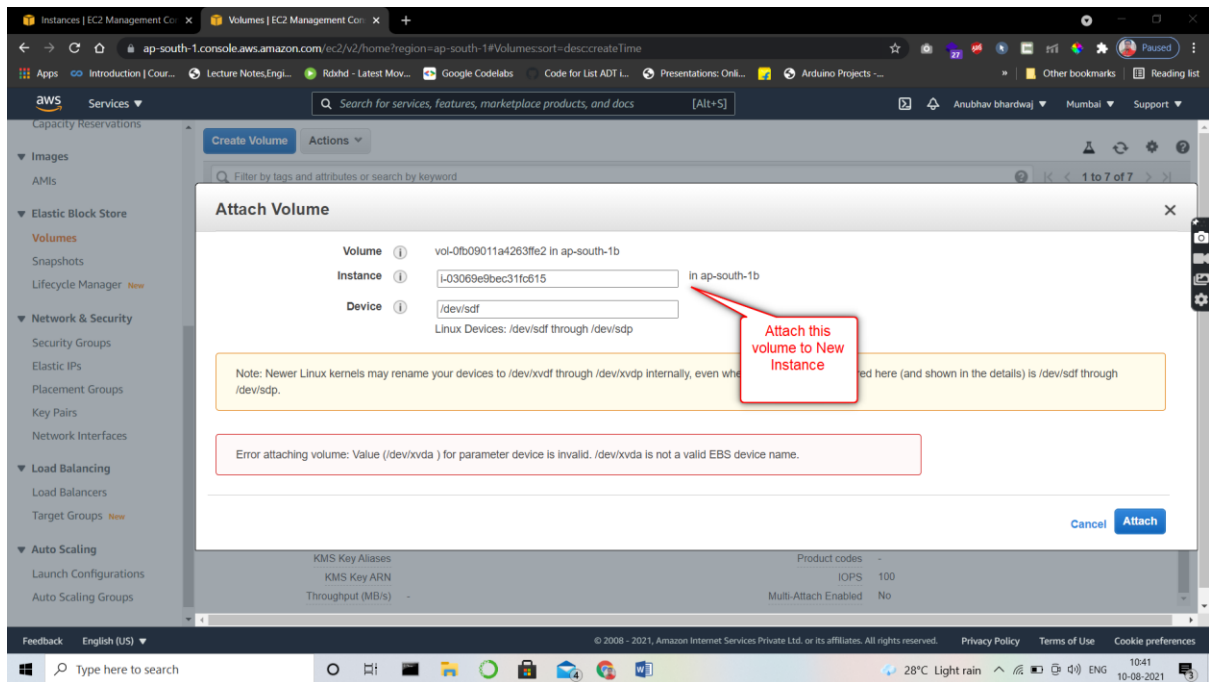 Instances | EC2 Management Cor
Volumes | EC2 Management Con
ap-south-1.console.aws.amazon.com/ec2/v2/home?region=ap-south-1#Volumes:sort=desc:createTime
27
Paused
Apps
Introduction | Cour...
Lecture Notes,Engi...
Rdxhd - Latest Mov...
Google Codelabs
Code for List ADT i...
Presentations: Onli...
Arduino Projects -...
»
Other bookmarks
Reading list
aws
Services ▼
Search for services, features, marketplace products, and docs
[Alt+S]
Anubhav bhardwaj ▼
Mumbai ▼
Support ▼
Capacity Reservations
▼ Images
AMIs
▼ Elastic Block Store
Volumes
Snapshots
Lifecycle Manager New
▼ Network & Security
Security Groups
Elastic IPs
Placement Groups
Key Pairs
Network Interfaces
▼ Load Balancing
Load Balancers
Target Groups New
▼ Auto Scaling
Launch Configurations
Auto Scaling Groups
Create Volume
Actions
Filter by tags and attributes or search by keyword
1 to 7 of 7
Attach Volume
Volume
vol-0fb09011a4263ffe2 in ap-south-1b
Instance
i-03069e9bec31fc615
in ap-south-1b
Device
/dev/sdf
Linux Devices: /dev/sdf through /dev/sdp
Attach this
volume to New
Instance
Note: Newer Linux kernels may rename your devices to /dev/xvdf through /dev/xvdp internally, even whe
red here (and shown in the details) is /dev/sdf through
/dev/sdp.
Error attaching volume: Value (/dev/xvda ) for parameter device is invalid. /dev/xvda is not a valid EBS device name.
Cancel
Attach
KMS Key Aliases
Product codes -
KMS Key ARN
IOPS 100
Throughput (MB/s) -
Multi-Attach Enabled No
Feedback
English (US) ▼
© 2008 - 2021, Amazon Internet Services Private Ltd. or its affiliates. All rights reserved.
Privacy Policy
Terms of Use
Cookie preferences
Type here to search
4
28°C Light rain
ENG
10:41
10-08-2021
3